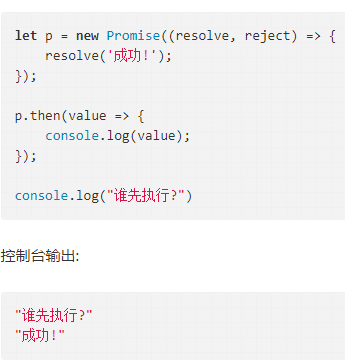 let p = new Promise((resolve, reject) => {
    resolve('成功!');
});

p.then(value => {
    console.log(value);
});

console.log("谁先执行?")
控制台输出:
"谁先执行?"
"成功!"